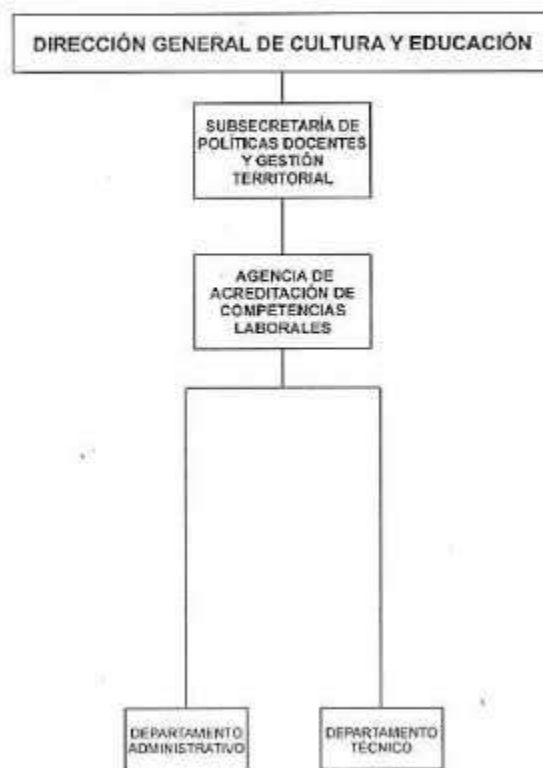 DIRECCIÓN GENERAL DE CULTURA Y EDUCACIÓN
SUBSECRETARÍA DE
POLÍTICAS DOCENTES
Y GESTIÓN
TERRITORIAL
AGENCIA DE
ACREDITACIÓN DE
COMPETENCIAS
LABORALES
DEPARTAMENTO
ADMINISTRATIVO
DEPARTAMENTO
TÉCNICO